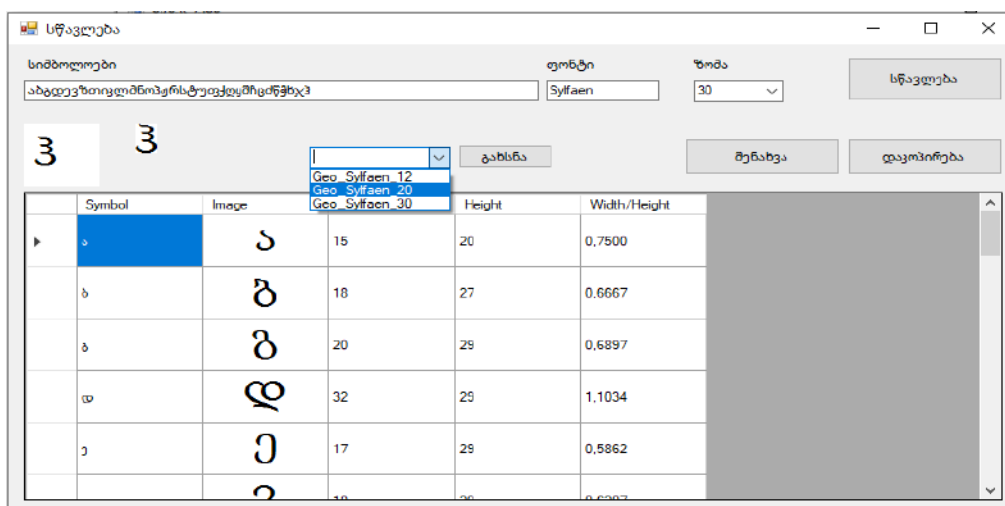 სწავლება
სიმბოლოები ფონტი ზომა
აბგდევზთიკლმნოპჟრსტუფქღყშჩცძწჭხჯჰ Sylfaen 30 სწავლება
ჰ ჰ გახსნა შენახვა დაკოპირება
Geo_Sylfaen_12
Geo_Sylfaen_20
Geo_Sylfaen_30
Symbol Image Height Width/Height
ა ა 15 20 0,7500
ბ ბ 18 27 0,6667
გ გ 20 29 0,6897
დ დ 32 29 1,1034
ე ე 17 29 0,5862